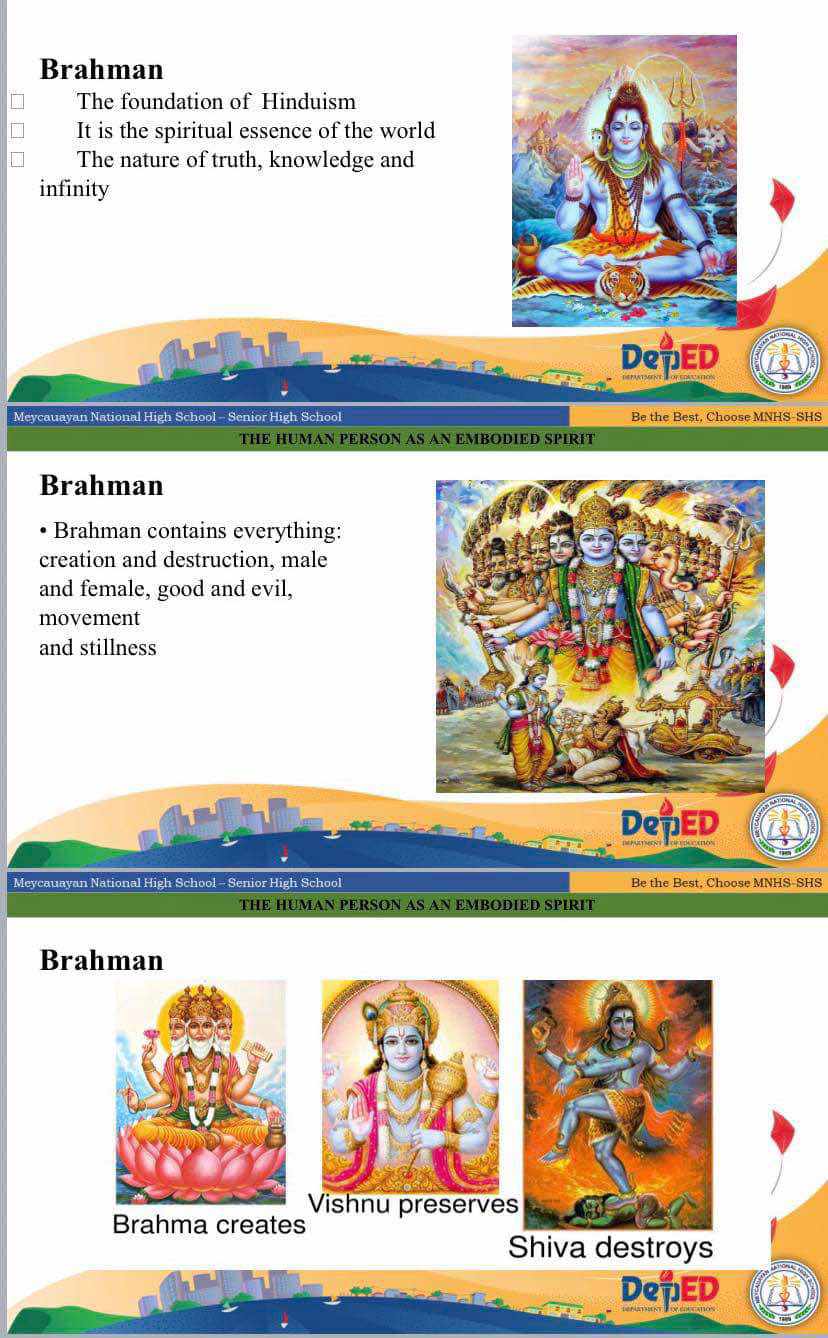 Brahman
The foundation of Hinduism
It is the spiritual essence of the world
The nature of truth, knowledge and
infinity
DepED
DEPARTMENT OF EDUCATION
Meycauayan National High School – Senior High School
Be the Best, Choose MNHS-SHS
THE HUMAN PERSON AS AN EMBODIED SPIRIT
Brahman
• Brahman contains everything:
creation and destruction, male
and female, good and evil,
movement
and stillness
DepED
DEPARTMENT OF EDUCATION
Meycauayan National High School – Senior High School
Be the Best, Choose MNHS-SHS
THE HUMAN PERSON AS AN EMBODIED SPIRIT
Brahman
Brahma creates
Vishnu preserves
Shiva destroys
DepED
DEPARTMENT OF EDUCATION